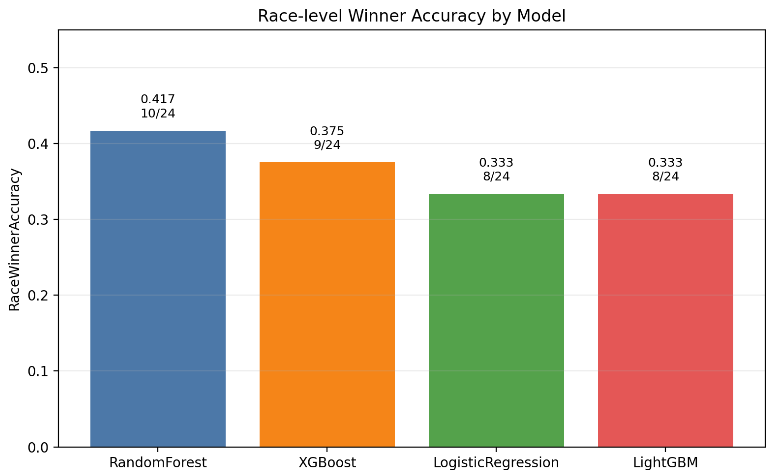 Race-level Winner Accuracy by Model
RaceWinnerAccuracy
0.5
0.4
0.3
0.2
0.1
0.0
0.417
10/24
0.375
9/24
0.333
8/24
0.333
8/24
RandomForest
XGBoost
LogisticRegression
LightGBM